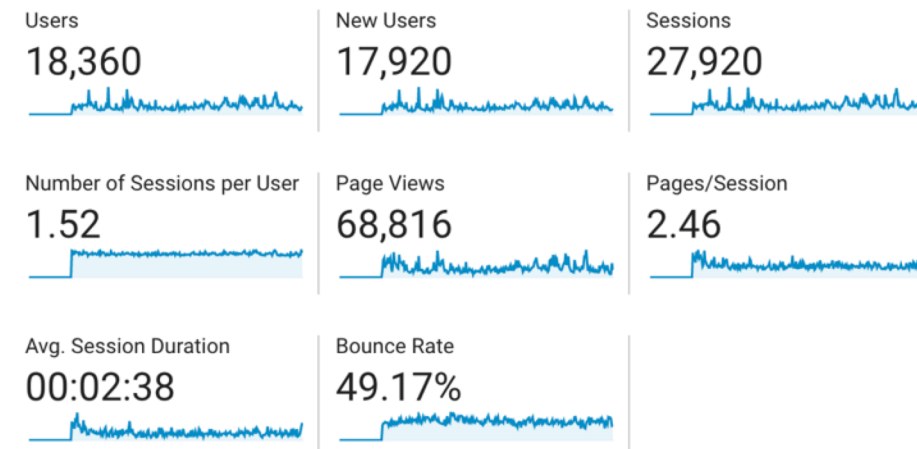 Users
18,360
New Users
17,920
Sessions
27,920
Number of Sessions per User
1.52
Page Views
68,816
Pages/Session
2.46
Avg. Session Duration
00:02:38
Bounce Rate
49.17%